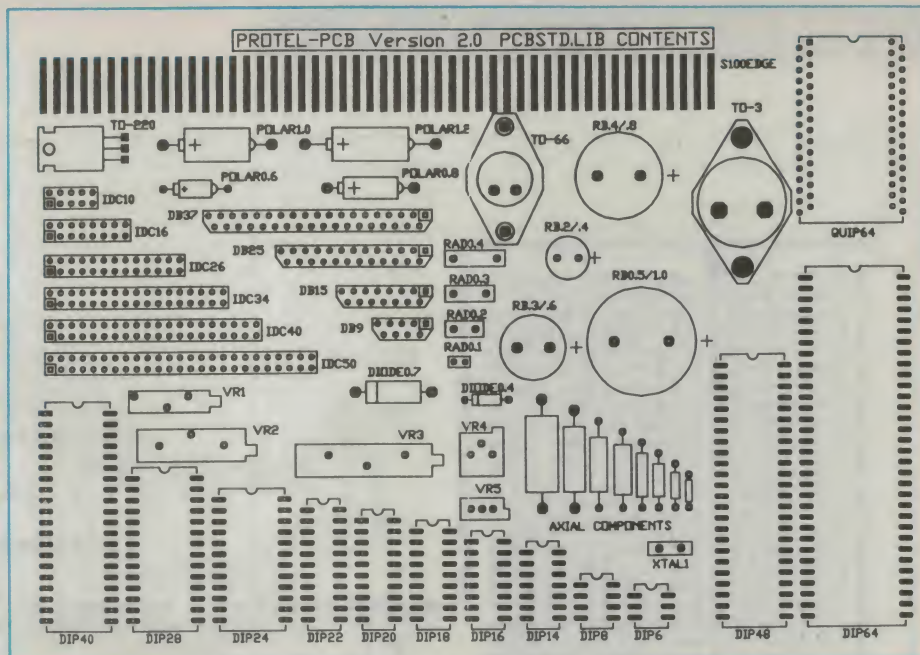 PROTEL-PCB Version 2.0 PCBSTD.LIB CONTENTS
S100EDGE
TO-220
POLAR1.0
POLAR1.2
TO-66
RB.4/.8
TO-3
POLAR0.6
POLAR0.8
IDC10
DB37
IDC16
QUIP64
DB25
RAD0.4
RB.2/.4
IDC26
RAD0.3
RB.3/.6
RB0.5/1.0
DB15
IDC34
RAD0.2
DB9
IDC40
RAD0.1
IDC50
DIODE0.7
DIODE0.4
VR1
VR2
VR3
VR4
VR5
AXIAL COMPONENTS
XTAL1
DIP40
DIP28
DIP24
DIP22
DIP20
DIP18
DIP16
DIP14
DIP8
DIP6
DIP48
DIP64